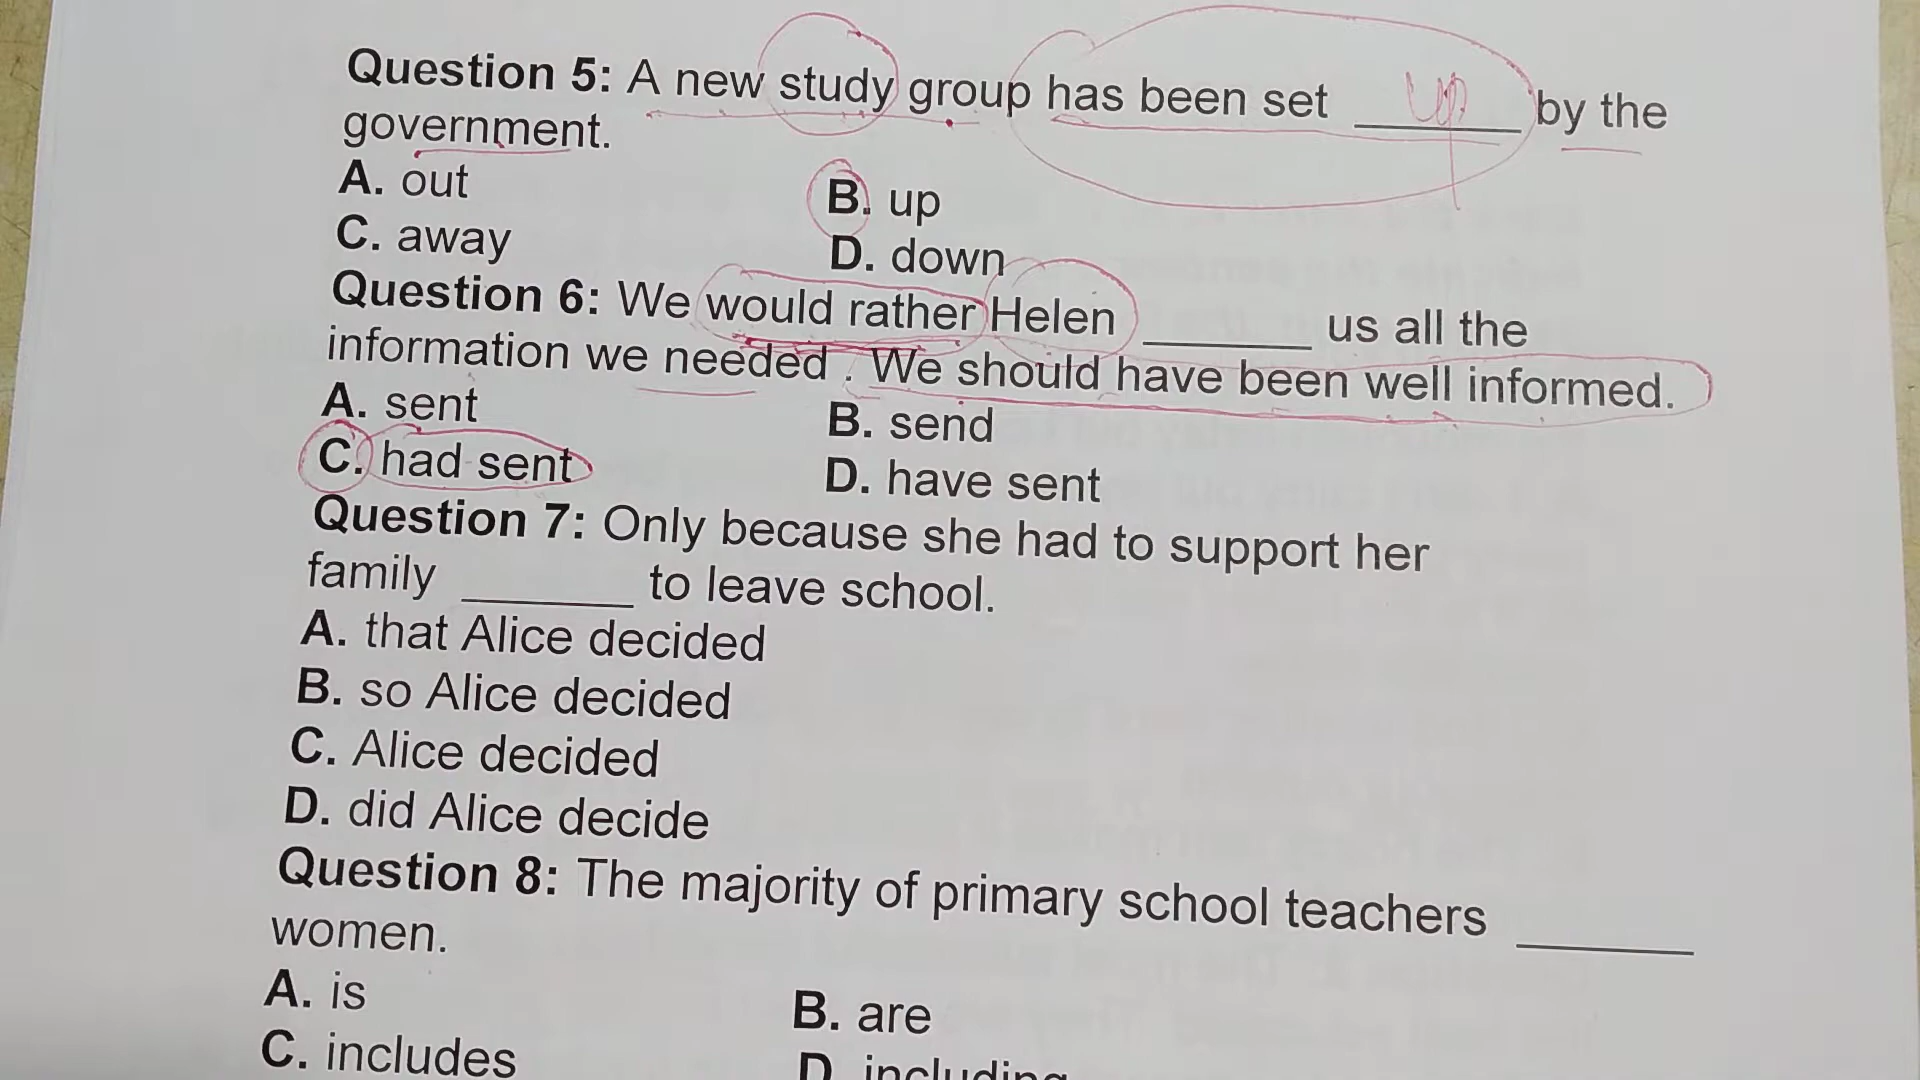 Question 5: A new study group has been set ______ up by the
government.
A. out
B. up
C. away
D. down
Question 6: We would rather Helen ______ us all the
information we needed . We should have been well informed.
A. sent
B. send
C. had sent
D. have sent
Question 7: Only because she had to support her
family ______ to leave school.
A. that Alice decided
B. so Alice decided
C. Alice decided
D. did Alice decide
Question 8: The majority of primary school teachers ______
women.
A. is
B. are
C. includes
D. including